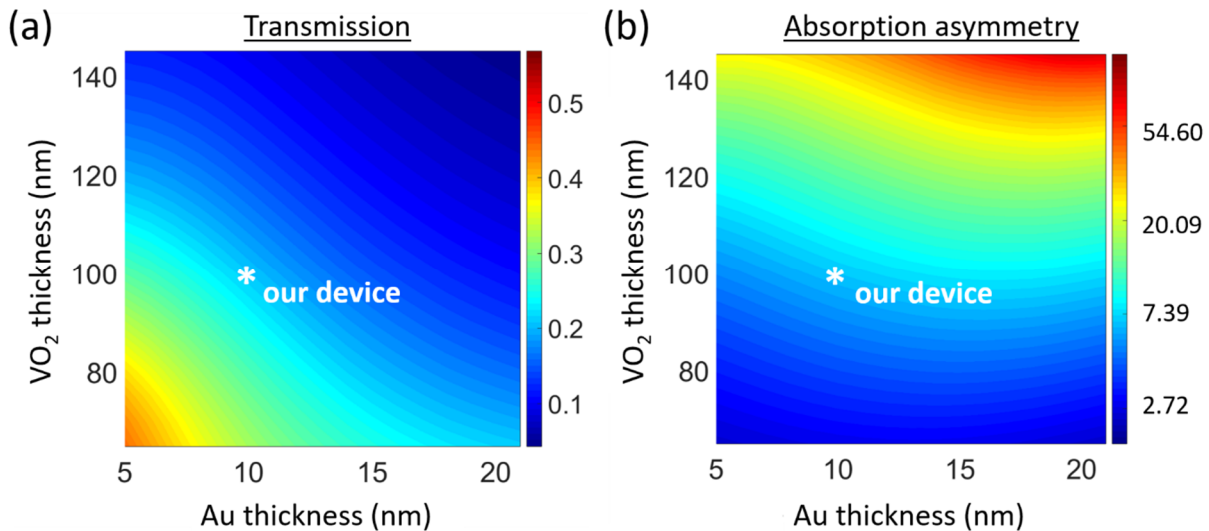 (a)
Transmission
VO2 thickness (nm)
140
120
100
80
5
10
15
20
Au thickness (nm)
0.5
0.4
0.3
0.2
0.1
*
our device
(b)
Absorption asymmetry
VO2 thickness (nm)
140
120
100
80
5
10
15
20
Au thickness (nm)
54.60
20.09
7.39
2.72
*
our device